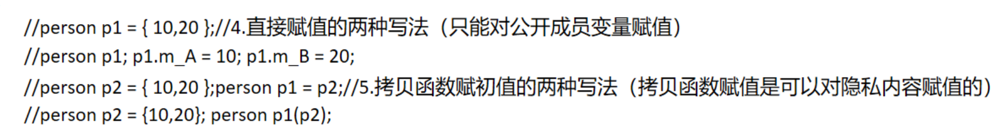 //person p1 = { 10,20 };//4.直接赋值的两种写法（只能对公开成员变量赋值）
//person p1; p1.m_A = 10; p1.m_B = 20;
//person p2 = { 10,20 };person p1 = p2;//5.拷贝函数赋初值的两种写法（拷贝函数赋值是可以对隐私内容赋值的）
//person p2 = {10,20}; person p1(p2);